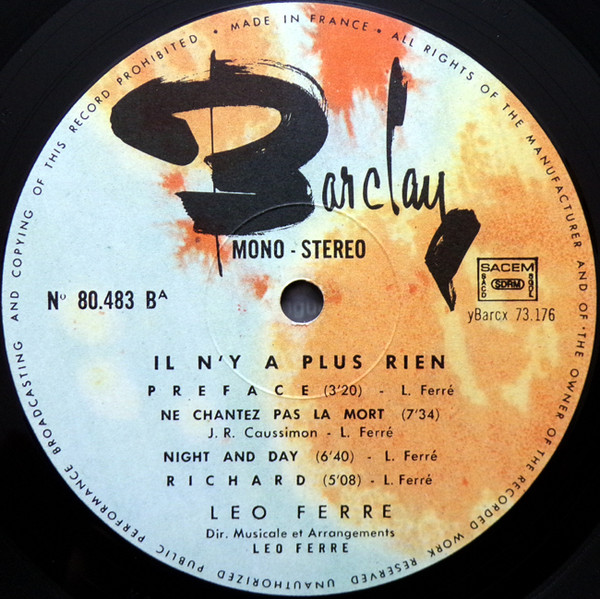 • MADE IN FRANCE • ALL RIGHTS OF THE MANUFACTURER AND OF THE OWNER OF THE RECORDED WORK RESERVED UNAUTHORIZED PUBLIC PERFORMANCE BROADCASTING AND COPYING OF THIS RECORD PROHIBITED
Barclay
MONO - STEREO
SACEM
SACD SDRM
Nº 80.483 Bᴬ
yBarcx 73.176
IL N'Y A PLUS RIEN
PREFACE (3'20) - L. Ferré
NE CHANTEZ PAS LA MORT (7'34)
J. R. Caussimon - L. Ferré
NIGHT AND DAY (6'40) - L. Ferré
RICHARD (5'08) - L. Ferré
LEO FERRE
Dir. Musicale et Arrangements
LEO FERRE